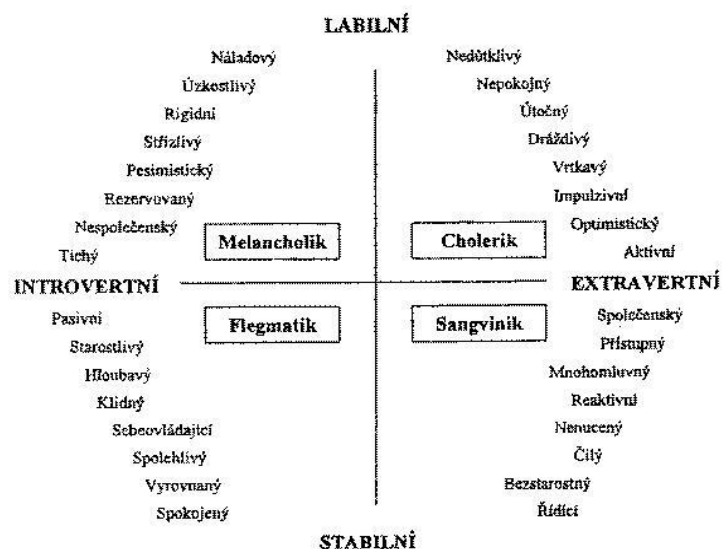 LABILNÍ
Náladový
Úzkostlivý
Rigidní
Střízlivý
Pesimistický
Rezervovaný
Nespolečenský
Tichý
Melancholik
Nedůtklivý
Nepokojný
Útočný
Dráždivý
Vrtkavý
Impulzivní
Optimistický
Aktivní
Cholerik
INTROVERTNÍ
EXTRAVERTNÍ
Pasivní
Starostlivý
Hloubavý
Klidný
Sebeovládající
Spolehlivý
Vyrovnaný
Spokojený
Flegmatik
Sangvinik
Společenský
Přístupný
Mnohomluvný
Reaktivní
Nenucený
Čilý
Bezstarostný
Řídící
STABILNÍ